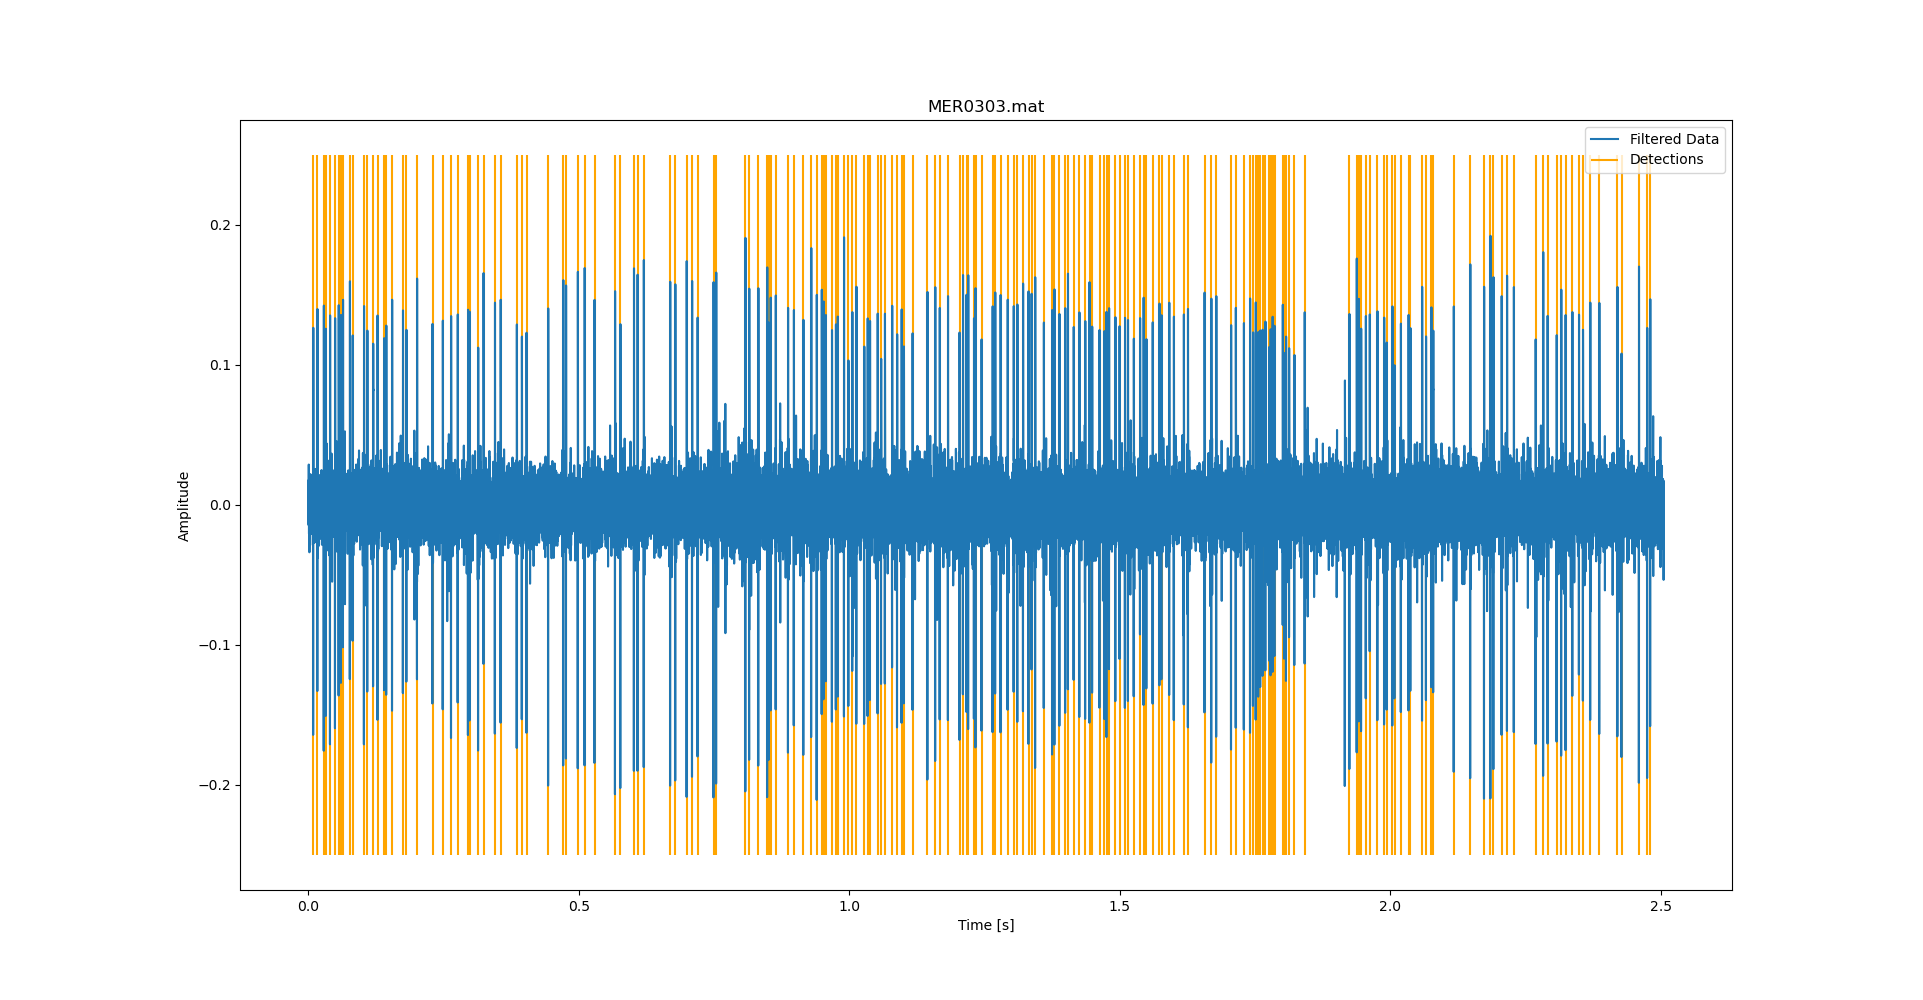 MER0303.mat
Filtered Data
Detections
0.2
0.1
0.0
−0.1
−0.2
Amplitude
0.0 0.5 1.0 1.5 2.0 2.5
Time [s]